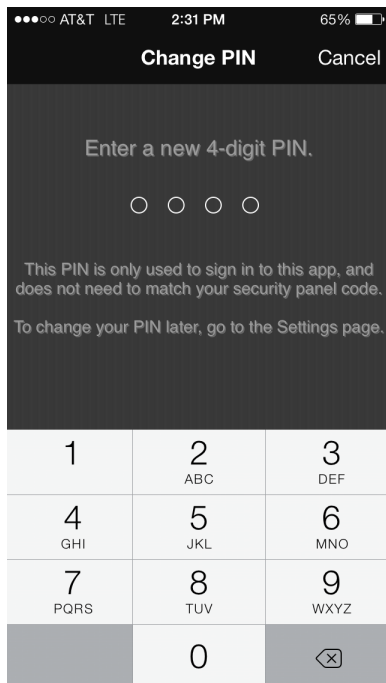 AT&T LTE 2:31 PM 65%
Change PIN Cancel
Enter a new 4-digit PIN.
This PIN is only used to sign in to this app, and
does not need to match your security panel code.
To change your PIN later, go to the Settings page.
1 2 3
ABC DEF
4 5 6
GHI JKL MNO
7 8 9
PQRS TUV WXYZ
0